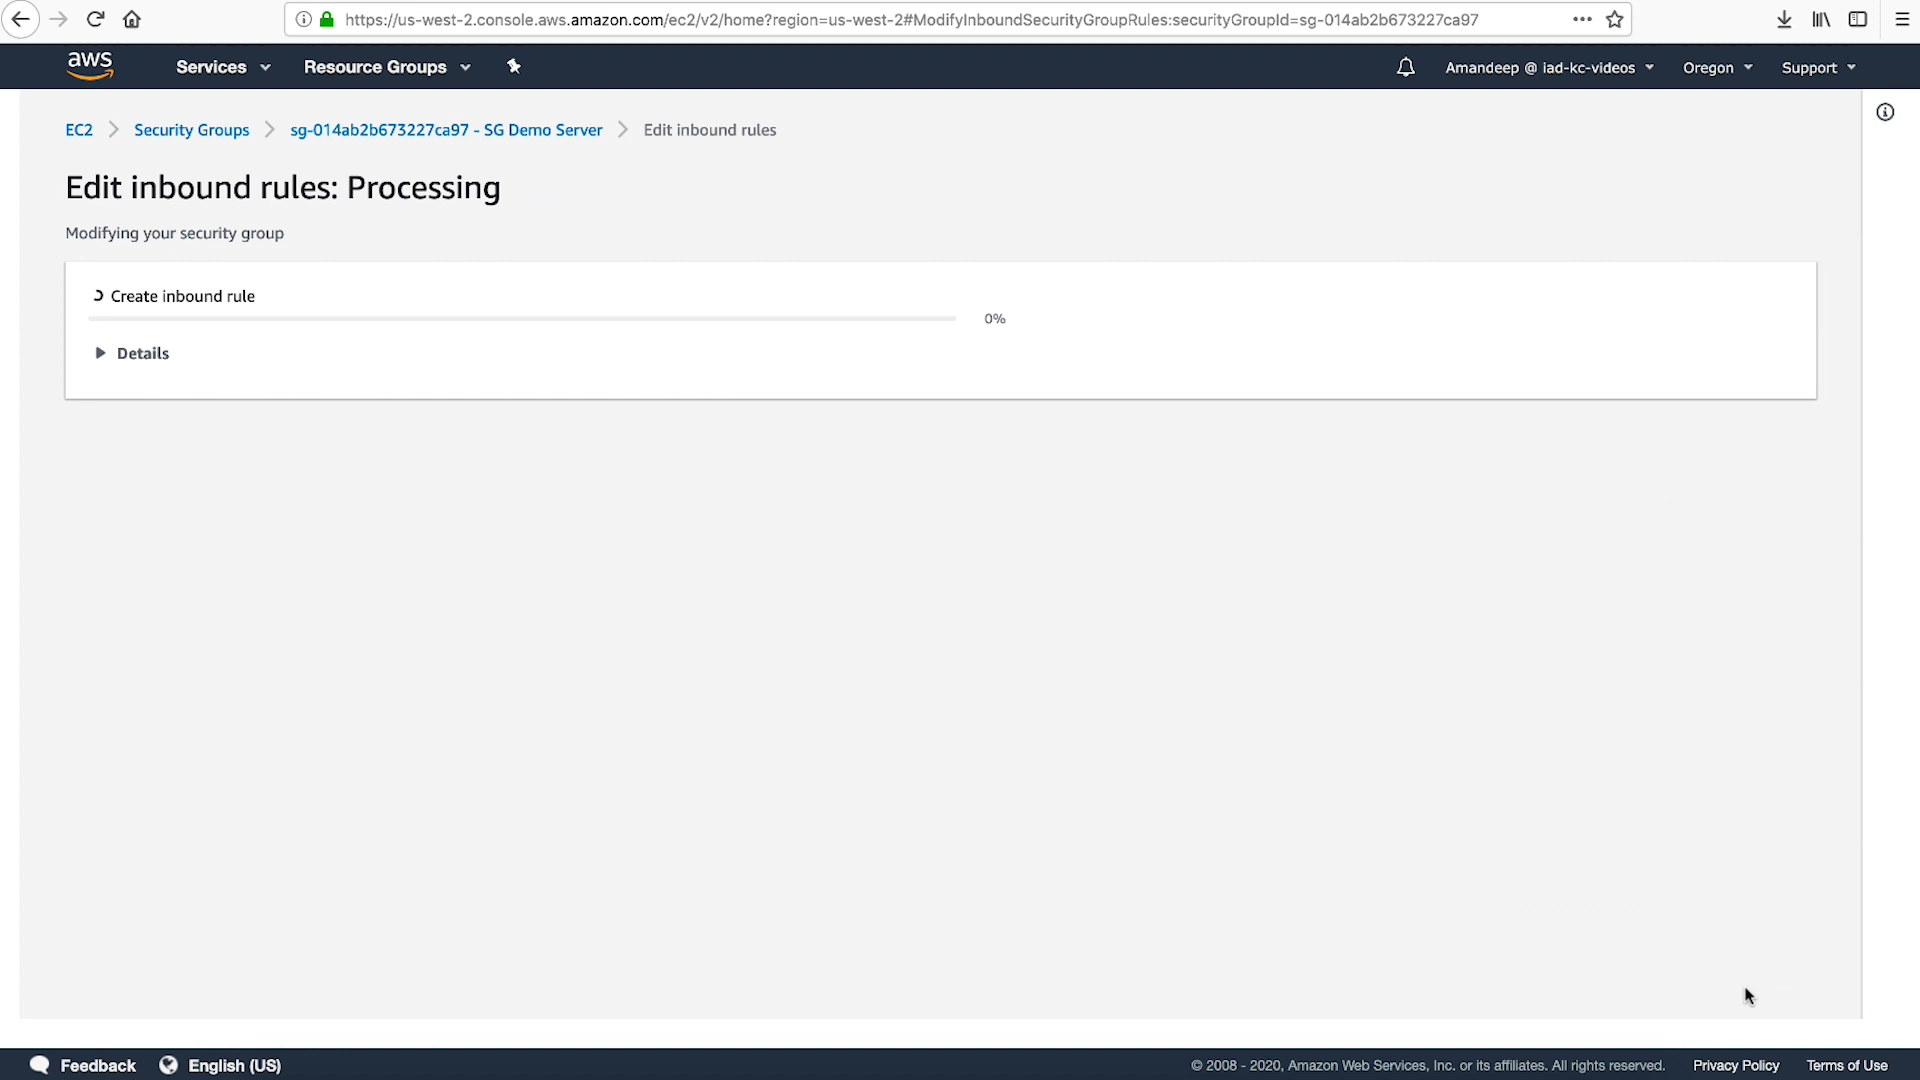 https://us-west-2.console.aws.amazon.com/ec2/v2/home?region=us-west-2#ModifyInboundSecurityGroupRules:securityGroupId=sg-014ab2b673227ca97
aws Services Resource Groups Amandeep @ iad-kc-videos Oregon Support
EC2 Security Groups sg-014ab2b673227ca97 - SG Demo Server Edit inbound rules
Edit inbound rules: Processing
Modifying your security group
Create inbound rule
0%
Details
Feedback English (US) © 2008 - 2020, Amazon Web Services, Inc. or its affiliates. All rights reserved. Privacy Policy Terms of Use